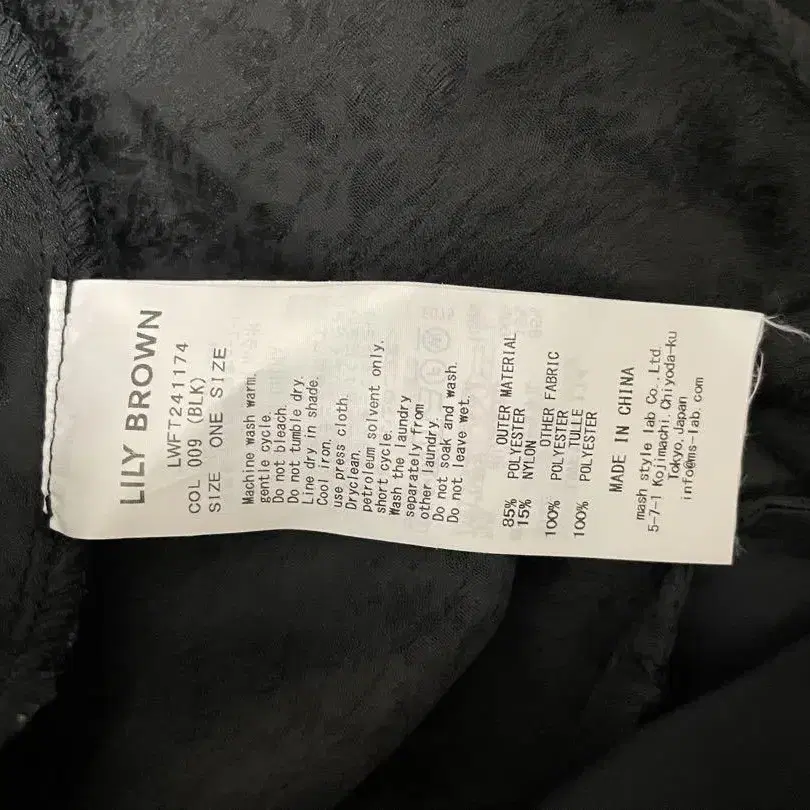 LILY BROWN
LWFT241174
COL 009 (BLK)
SIZE ONE SIZE
Machine wash warm.
gentle cycle.
Do not bleach.
Do not tumble dry.
Line dry in shade.
Cool iron.
use press cloth.
Dryclean.
petroleum solvent only.
short cycle.
Wash the laundry
separately from
other laundry.
Do not soak and wash.
Do not leave wet.
OUTER MATERIAL
85% POLYESTER
15% NYLON
OTHER FABRIC
100% POLYESTER
TULLE
100% POLYESTER
MADE IN CHINA
mash style lab Co., Ltd.
5-7-1 Kojimachi, Chiyoda-ku
Tokyo, Japan
info@ms-lab.com